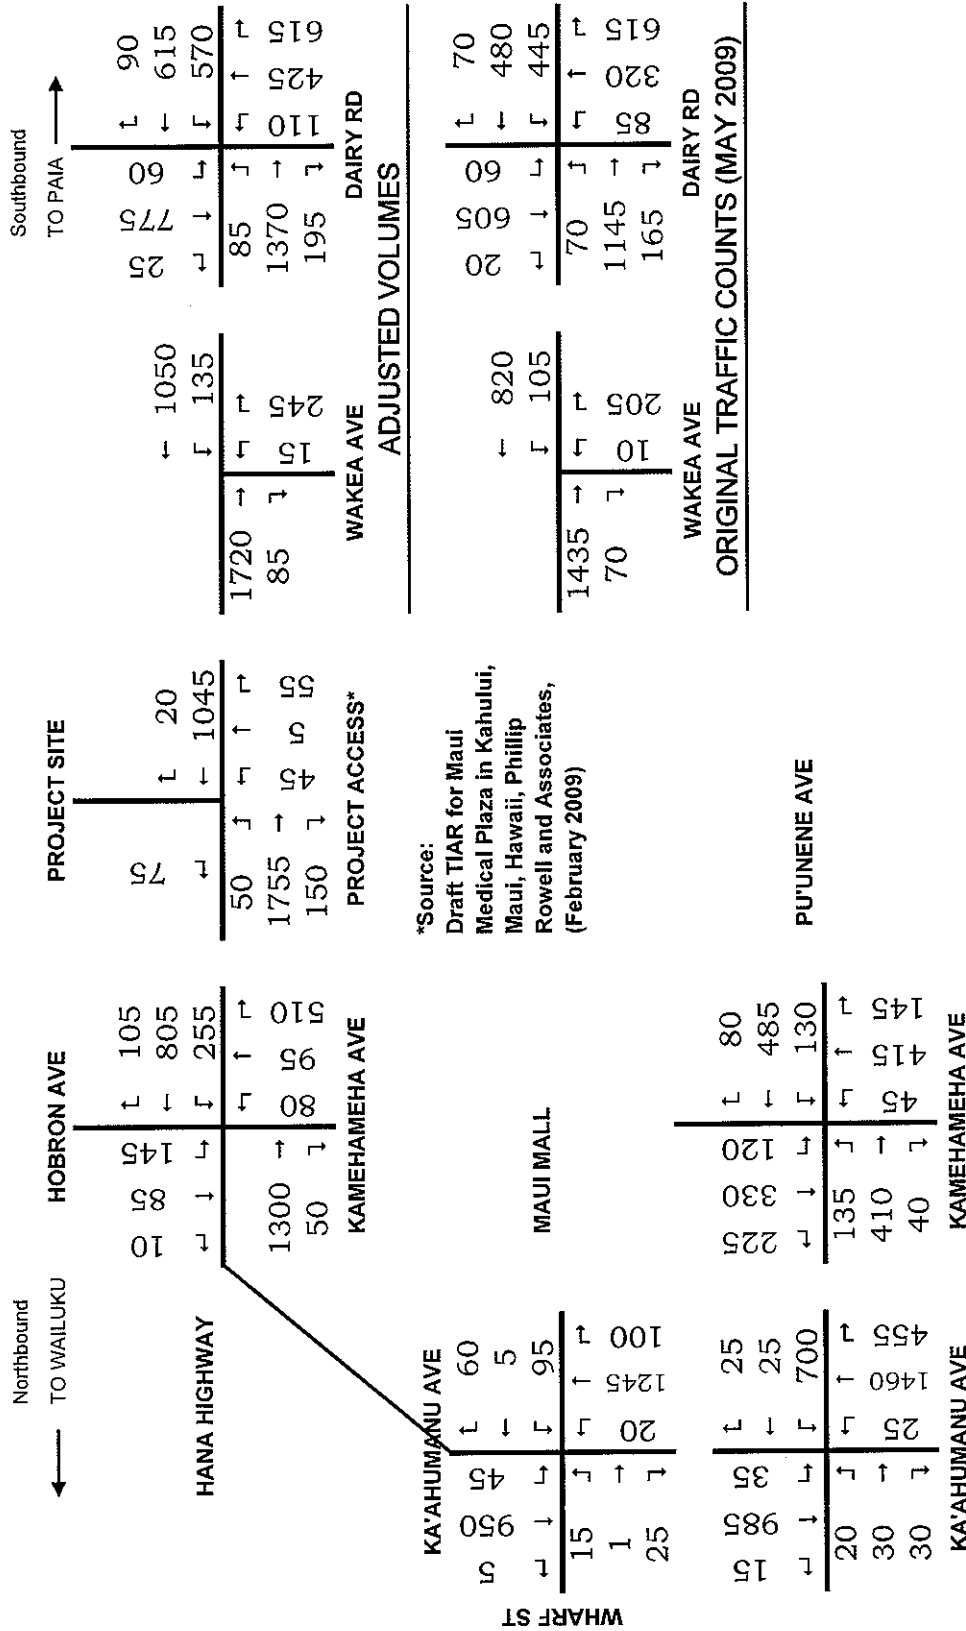 Northbound
TO WAILUKU
Southbound
TO PAIA
HANA HIGHWAY
HOBRON AVE
10 85 145
105
805
255
1300
50
80 95 510
KAMEHAMEHA AVE
PROJECT SITE
75
20
1045
50
1755
150
45 5 55
PROJECT ACCESS*
1050
135
1720
85
15 245
WAKEA AVE
25 775 60
90
615
570
85
1370
195
110 425 615
DAIRY RD
ADJUSTED VOLUMES
*Source:
Draft TIAR for Maui
Medical Plaza in Kahului,
Maui, Hawaii, Phillip
Rowell and Associates,
(February 2009)
820
105
1435
70
10 205
WAKEA AVE
20 605 60
70
480
445
70
1145
165
85 320 615
DAIRY RD
ORIGINAL TRAFFIC COUNTS (MAY 2009)
KA'AHUMANU AVE
WHARF ST
5 950 45
60
5
95
15
1
25
20 1245 100
MAUI MALL
15 985 35
25
25
700
20
30
30
25 1460 455
KA'AHUMANU AVE
225 330 120
80
485
130
135
410
40
45 415 145
KAMEHAMEHA AVE
PU'UNENE AVE